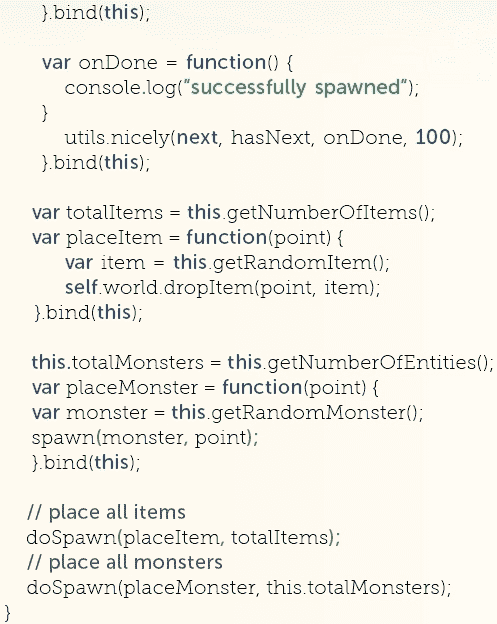 }.bind(this);
var onDone = function() {
console.log("successfully spawned");
}
utils.nicely(next, hasNext, onDone, 100);
}.bind(this);
var totalItems = this.getNumberOfItems();
var placeItem = function(point) {
var item = this.getRandomItem();
self.world.dropItem(point, item);
}.bind(this);
this.totalMonsters = this.getNumberOfEntities();
var placeMonster = function(point) {
var monster = this.getRandomMonster();
spawn(monster, point);
}.bind(this);
// place all items
doSpawn(placeItem, totalItems);
// place all monsters
doSpawn(placeMonster, this.totalMonsters);
}